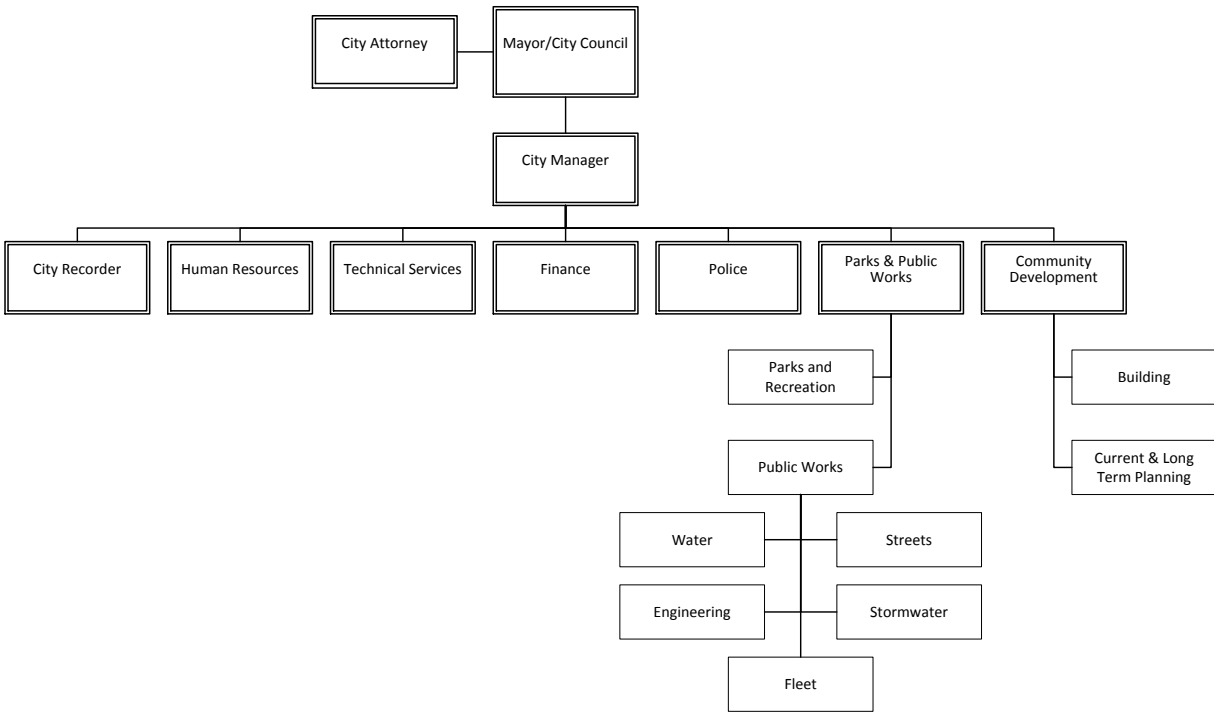 City Attorney
Mayor/City Council
City Manager
City Recorder
Human Resources
Technical Services
Finance
Police
Parks & Public
Works
Community
Development
Parks and
Recreation
Building
Public Works
Current & Long
Term Planning
Water
Streets
Engineering
Stormwater
Fleet